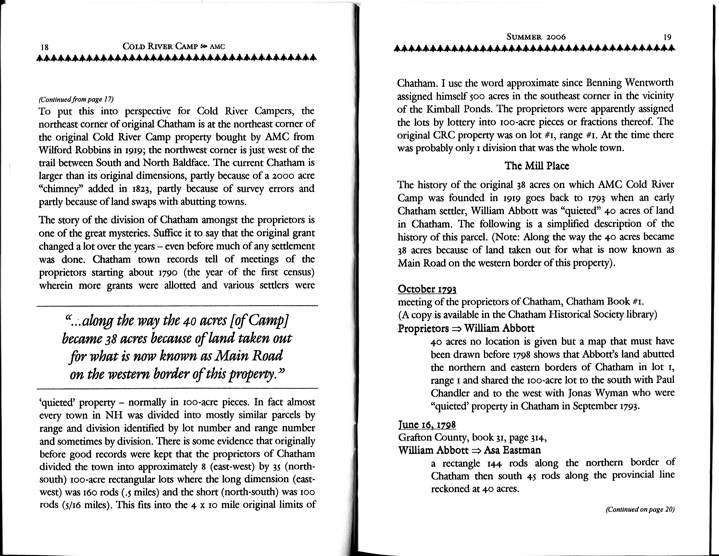 18
COLD RIVER CAMP AMC
(Continued from page 17)
To put this into perspective for Cold River Campers, the
northeast corner of original Chatham is at the northeast corner of
the original Cold River Camp property bought by AMC from
Wilford Robbins in 1919; the northwest corner is just west of the
trail between South and North Baldface. The current Chatham is
larger than its original dimensions, partly because of a 2000 acre
“chimney” added in 1823, partly because of survey errors and
partly because of land swaps with abutting towns.
The story of the division of Chatham amongst the proprietors is
one of the great mysteries. Suffice it to say that the original grant
changed a lot over the years – even before much of any settlement
was done. Chatham town records tell of meetings of the
proprietors starting about 1790 (the year of the first census)
wherein more grants were allotted and various settlers were
“...along the way the 40 acres [of Camp]
became 38 acres because of land taken out
for what is now known as Main Road
on the western border of this property.”
‘quieted’ property – normally in 100-acre pieces. In fact almost
every town in NH was divided into mostly similar parcels by
range and division identified by lot number and range number
and sometimes by division. There is some evidence that originally
before good records were kept that the proprietors of Chatham
divided the town into approximately 8 (east-west) by 35 (north-
south) 100-acre rectangular lots where the long dimension (east-
west) was 160 rods (.5 miles) and the short (north-south) was 100
rods (5/16 miles). This fits into the 4 x 10 mile original limits of
SUMMER 2006
19
Chatham. I use the word approximate since Benning Wentworth
assigned himself 500 acres in the southeast corner in the vicinity
of the Kimball Ponds. The proprietors were apparently assigned
the lots by lottery into 100-acre pieces or fractions thereof. The
original CRC property was on lot #1, range #1. At the time there
was probably only 1 division that was the whole town.
The Mill Place
The history of the original 38 acres on which AMC Cold River
Camp was founded in 1919 goes back to 1793 when an early
Chatham settler, William Abbott was “quieted” 40 acres of land
in Chatham. The following is a simplified description of the
history of this parcel. (Note: Along the way the 40 acres became
38 acres because of land taken out for what is now known as
Main Road on the western border of this property).
October 1793
meeting of the proprietors of Chatham, Chatham Book #1.
(A copy is available in the Chatham Historical Society library)
Proprietors ⇒ William Abbott
40 acres no location is given but a map that must have
been drawn before 1798 shows that Abbott’s land abutted
the northern and eastern borders of Chatham in lot 1,
range 1 and shared the 100-acre lot to the south with Paul
Chandler and to the west with Jonas Wyman who were
“quieted’ property in Chatham in September 1793.
June 16, 1798
Grafton County, book 31, page 314,
William Abbott ⇒ Asa Eastman
a rectangle 144 rods along the northern border of
Chatham then south 45 rods along the provincial line
reckoned at 40 acres.
(Continued on page 20)